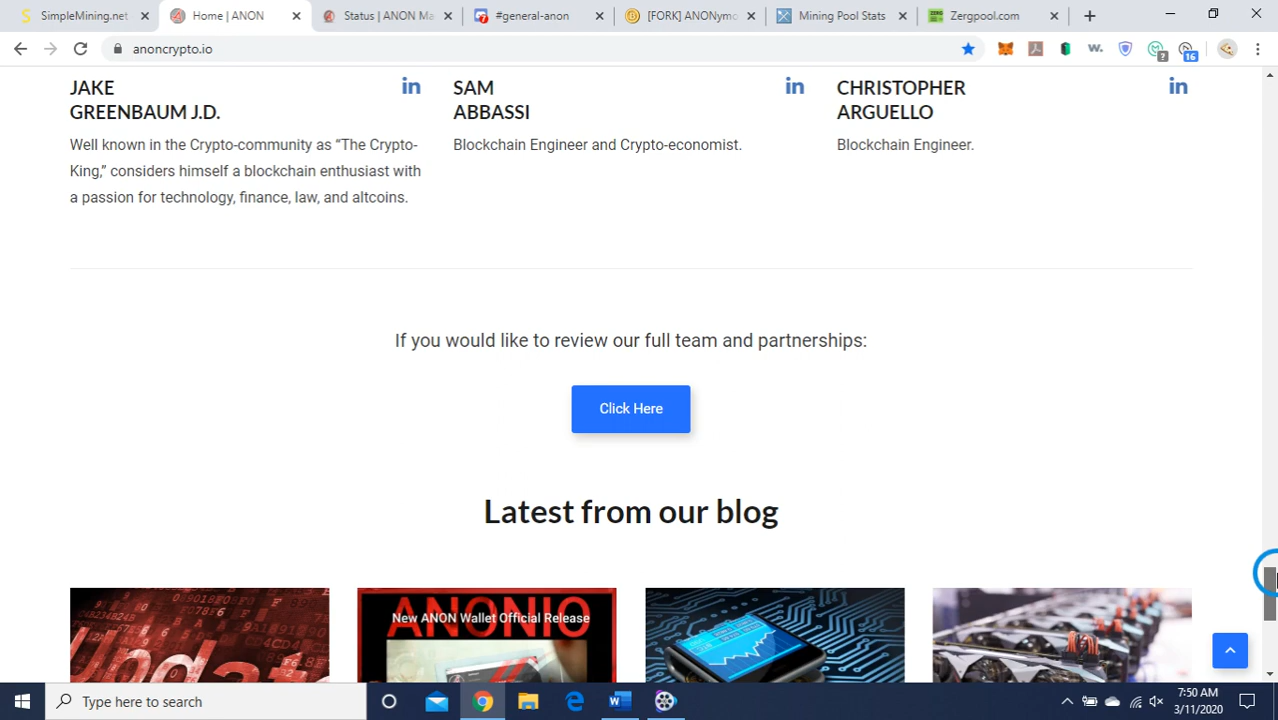 SimpleMining.net
Home | ANON
Status | ANON Ma
#general-anon
[FORK] ANONymo
Mining Pool Stats
Zergpool.com
anoncrypto.io
16
JAKE
GREENBAUM J.D.
SAM
ABBASSI
CHRISTOPHER
ARGUELLO
Well known in the Crypto-community as “The Crypto-
King,” considers himself a blockchain enthusiast with
a passion for technology, finance, law, and altcoins.
Blockchain Engineer and Crypto-economist.
Blockchain Engineer.
If you would like to review our full team and partnerships:
Click Here
Latest from our blog
Updat
ANONIO
New ANON Wallet Official Release
Type here to search
7:50 AM
3/11/2020